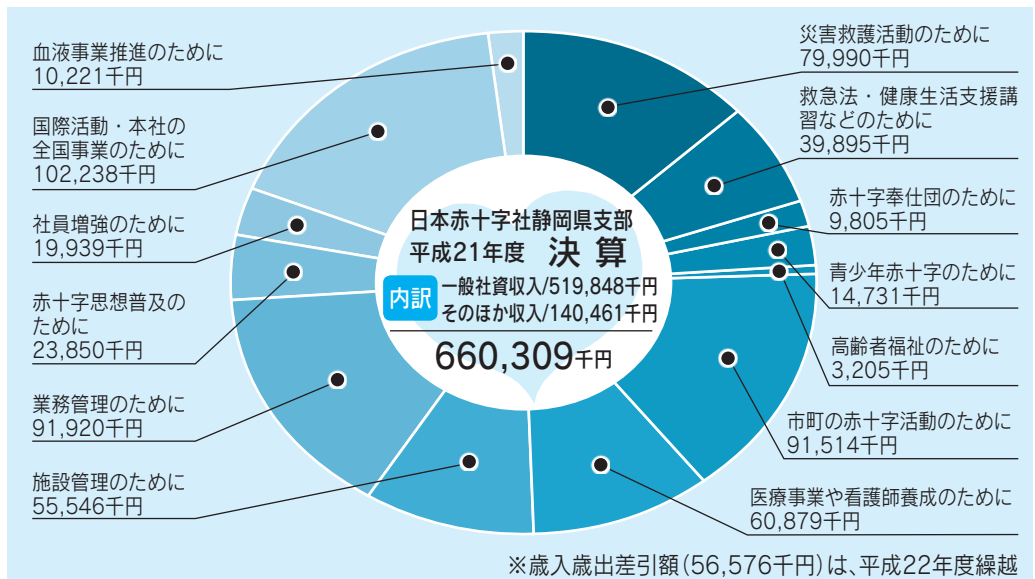 災害救護活動のために
79,990千円
救急法・健康生活支援講
習などのために
39,895千円
赤十字奉仕団のために
9,805千円
青少年赤十字のために
14,731千円
高齢者福祉のために
3,205千円
市町の赤十字活動のために
91,514千円
医療事業や看護師養成のために
60,879千円
施設管理のために
55,546千円
業務管理のために
91,920千円
赤十字思想普及の
ために
23,850千円
社員増強のために
19,939千円
国際活動・本社の
全国事業のために
102,238千円
血液事業推進のために
10,221千円
日本赤十字社静岡県支部
平成21年度 決算
内訳 一般社資収入/519,848千円
そのほか収入/140,461千円
660,309千円
※歳入歳出差引額(56,576千円)は、平成22年度繰越